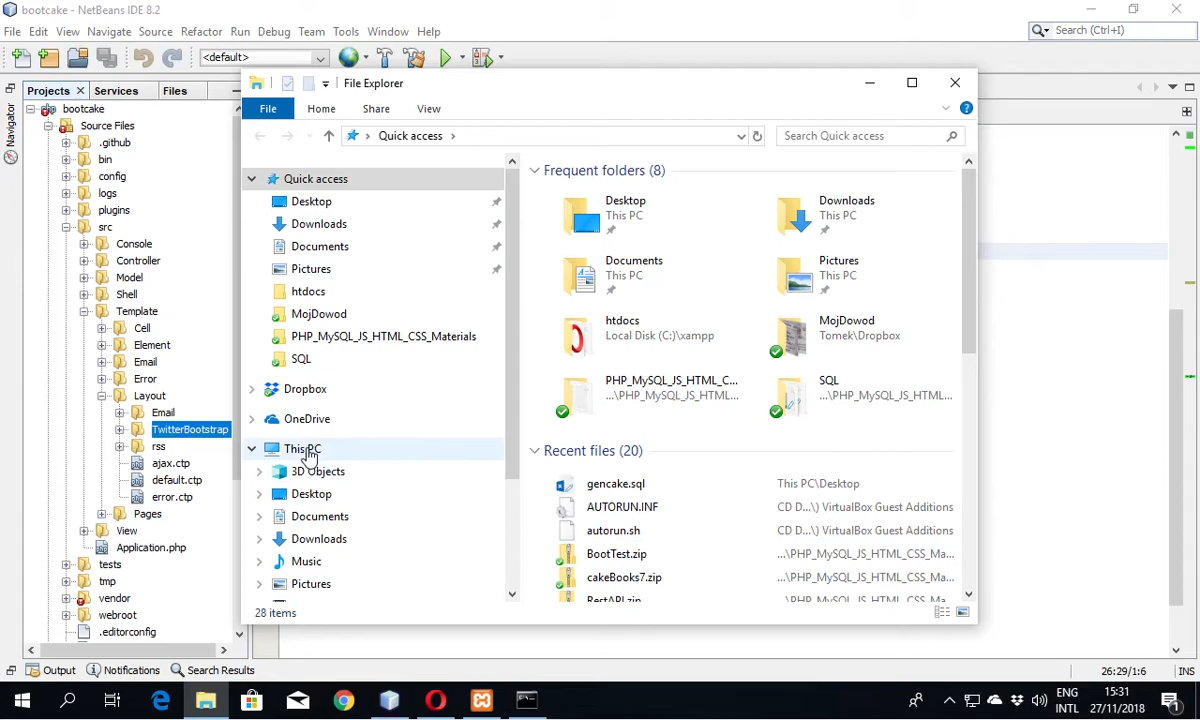 bootcake - NetBeans IDE 8.2
File Edit View Navigate Source Refactor Run Debug Team Tools Window Help
Search (Ctrl+I)
<default>
Projects Services Files
Navigator
bootcake
Source Files
.github
bin
config
logs
plugins
src
Console
Controller
Model
Shell
Template
Cell
Element
Email
Error
Layout
Email
TwitterBootstrap
rss
ajax.ctp
default.ctp
error.ctp
Pages
View
Application.php
tests
tmp
vendor
webroot
.editorconfig
File Explorer
File Home Share View
Quick access
Search Quick access
Quick access
Desktop
Downloads
Documents
Pictures
htdocs
MojDowod
PHP_MySQL_JS_HTML_CSS_Materials
SQL
Dropbox
OneDrive
This PC
3D Objects
Desktop
Documents
Downloads
Music
Pictures
Frequent folders (8)
Desktop
This PC
Downloads
This PC
Documents
This PC
Pictures
This PC
htdocs
Local Disk (C:)\xampp
MojDowod
Tomek\Dropbox
PHP_MySQL_JS_HTML_C...
...\PHP_MySQL_JS_HTML_...
SQL
...\PHP_MySQL_JS_HTML_...
Recent files (20)
gencake.sql This PC\Desktop
AUTORUN.INF CD D...\) VirtualBox Guest Additions
autorun.sh CD D...\) VirtualBox Guest Additions
BootTest.zip ...\PHP_MySQL_JS_HTML_CSS_Ma...
cakeBooks7.zip ...\PHP_MySQL_JS_HTML_CSS_Ma...
RestAPI.zip ...\PHP_MySQL_JS_HTML_CSS_Ma...
28 items
Output Notifications Search Results
26:29/1:6 INS
ENG
INTL
15:31
27/11/2018
1